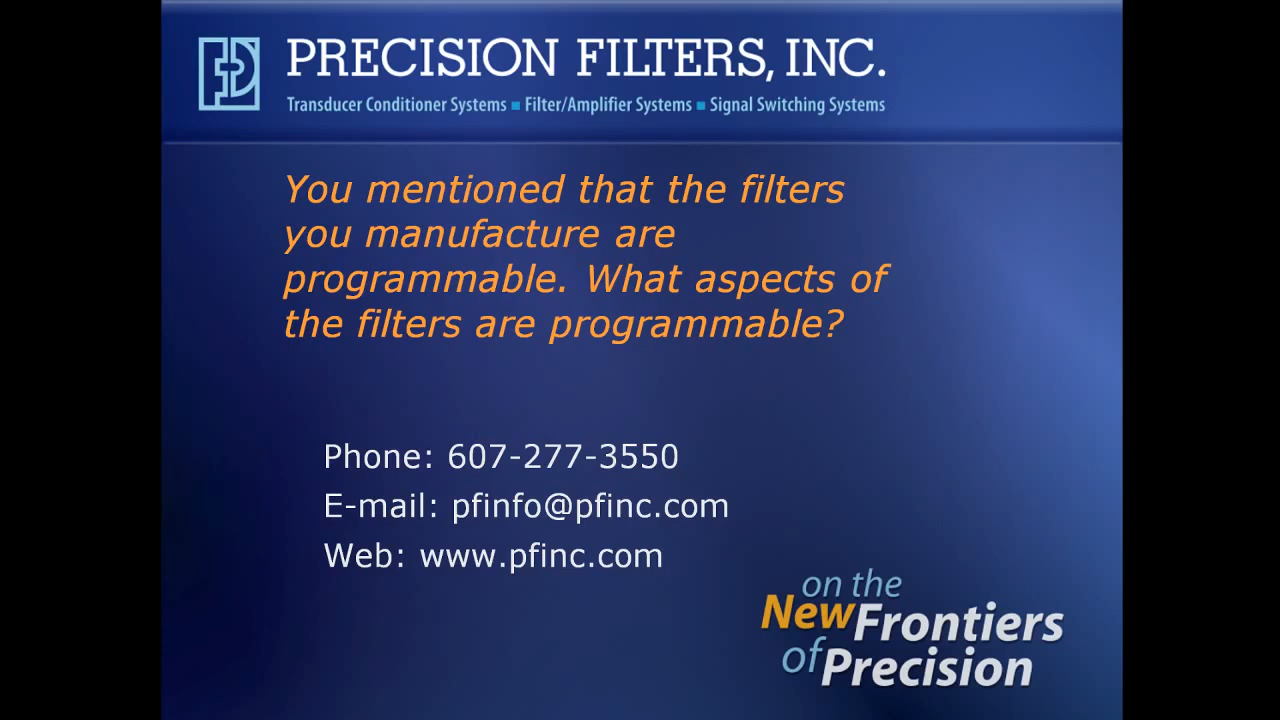 PRECISION FILTERS, INC.
Transducer Conditioner Systems ■ Filter/Amplifier Systems ■ Signal Switching Systems
You mentioned that the filters
you manufacture are
programmable. What aspects of
the filters are programmable?
Phone: 607-277-3550
E-mail: pfinfo@pfinc.com
Web: www.pfinc.com
on the
New Frontiers
of Precision